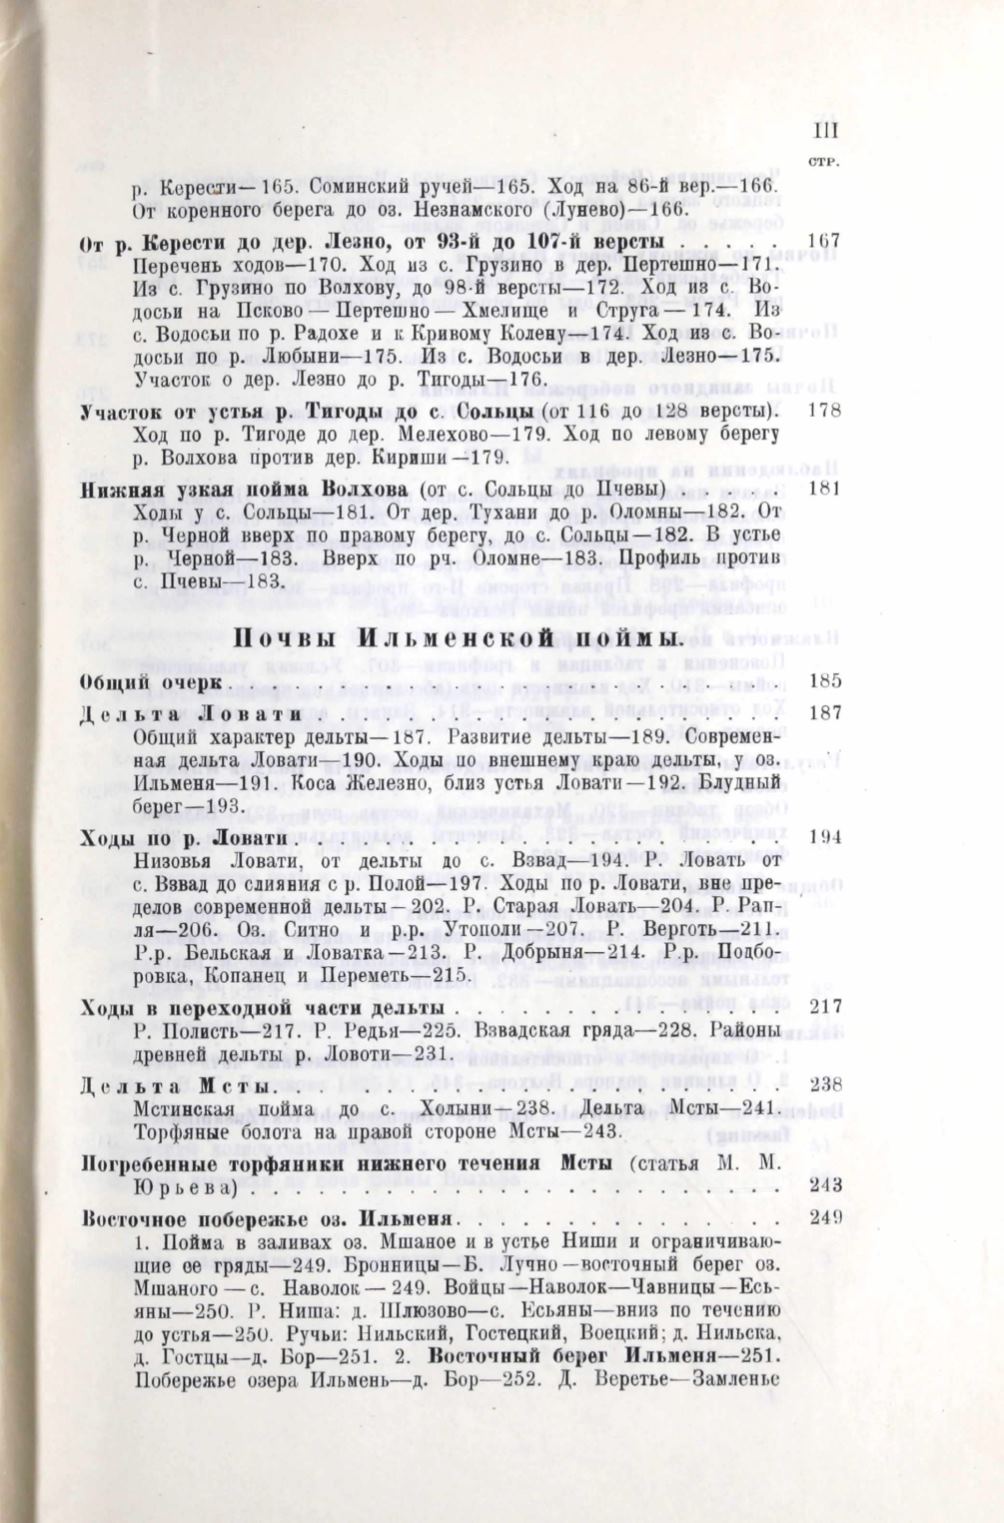 III
СТР.
р. Керести—165. Соминский ручей—165. Ход на 86-й вер.—166.
От коренного берега до оз. Незнамского (Лунево)—166.
От р. Керести до дер. Лезно, от 93-й до 107-й версты . . . . . 167
Перечень ходов—170. Ход из с. Грузино в дер. Пертешно—171.
Из с. Грузино по Волхову, до 98-й версты—172. Ход из с. Во-
досьи на Псково—Пертешно—Хмелище и Струга—174. Из
с. Водосьи по р. Радохе и к Кривому Колену—174. Ход из с. Во-
досьи по р. Любыни—175. Из с. Водосьи в дер. Лезно—175.
Участок о дер. Лезно до р. Тигоды—176.
Участок от устья р. Тигоды до с. Сольцы (от 116 до 128 версты). 178
Ход по р. Тигоде до дер. Мелехово—179. Ход по левому берегу
р. Волхова против дер. Кириши—179.
Нижняя узкая пойма Волхова (от с. Сольцы до Пчевы) . . . . . 181
Ходы у с. Сольцы—181. От дер. Тухани до р. Оломны—182. От
р. Черной вверх по правому берегу, до с. Сольцы—182. В устье
р. Черной—183. Вверх по рч. Оломне—183. Профиль против
с. Пчевы—183.
Почвы Ильменской поймы.
Общий очерк . . . . . . . . . . . . . . . . . . . . 185
Дельта Ловати . . . . . . . . . . . . . . . . . 187
Общий характер дельты—187. Развитие дельты—189. Современ-
ная дельта Ловати—190. Ходы по внешнему краю дельты, у оз.
Ильменя—191. Коса Железно, близ устья Ловати—192. Блудный
берег—193.
Ходы по р. Ловати . . . . . . . . . . . . . . . . . . 194
Низовья Ловати, от дельты до с. Взвад—194. Р. Ловать от
с. Взвад до слияния с р. Полой—197. Ходы по р. Ловати, вне пре-
делов современной дельты—202. Р. Старая Ловать—204. Р. Рап-
ля—206. Оз. Ситно и р.р. Утополи—207. Р. Верготь—211.
Р.р. Бельская и Ловатка—213. Р. Добрыня—214. Р.р. Подбо-
ровка, Копанец и Переметь—215.
Ходы в переходной части дельты . . . . . . . . . . . . 217
Р. Полисть—217. Р. Редья—225. Взвадская гряда—228. Районы
древней дельты р. Ловоти—231.
Дельта Мсты. . . . . . . . . . . . . . . . . . . 238
Мстинская пойма до с. Холыни—238. Дельта Мсты—241.
Торфяные болота на правой стороне Мсты—243.
Погребенные торфяники нижнего течения Мсты (статья М. М.
Юрьева) . . . . . . . . . . . . . . . . . . . . 243
Восточное побережье оз. Ильменя. . . . . . . . . . . . . 249
1. Пойма в заливах оз. Мшаное и в устье Ниши и ограничиваю-
щие ее гряды—249. Бронницы—Б. Лучно—восточный берег оз.
Мшаного—с. Наволок—249. Войцы—Наволок—Чавницы—Есь-
яны—250. Р. Ниша: д. Шлюзово—с. Есьяны—вниз по течению
до устья—250. Ручьи: Нильский, Гостецкий, Воецкий; д. Нильска,
д. Гостцы—д. Бор—251. 2. Восточный берег Ильменя—251.
Побережье озера Ильмень—д. Бор—252. Д. Веретье—Замленье